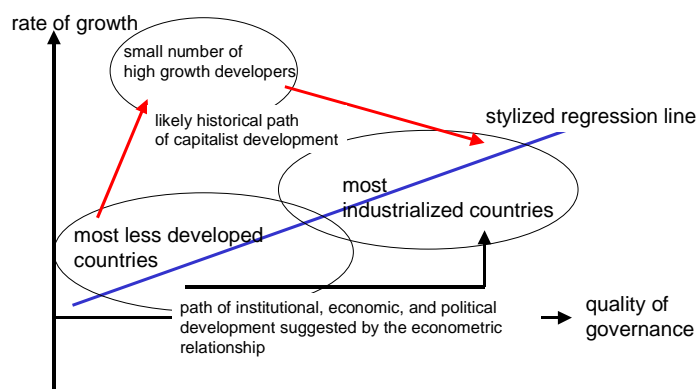 rate of growth
small number of
high growth developers
likely historical path
of capitalist development
stylized regression line
most
industrialized countries
most less developed
countries
path of institutional, economic, and political
development suggested by the econometric
relationship
quality of
governance